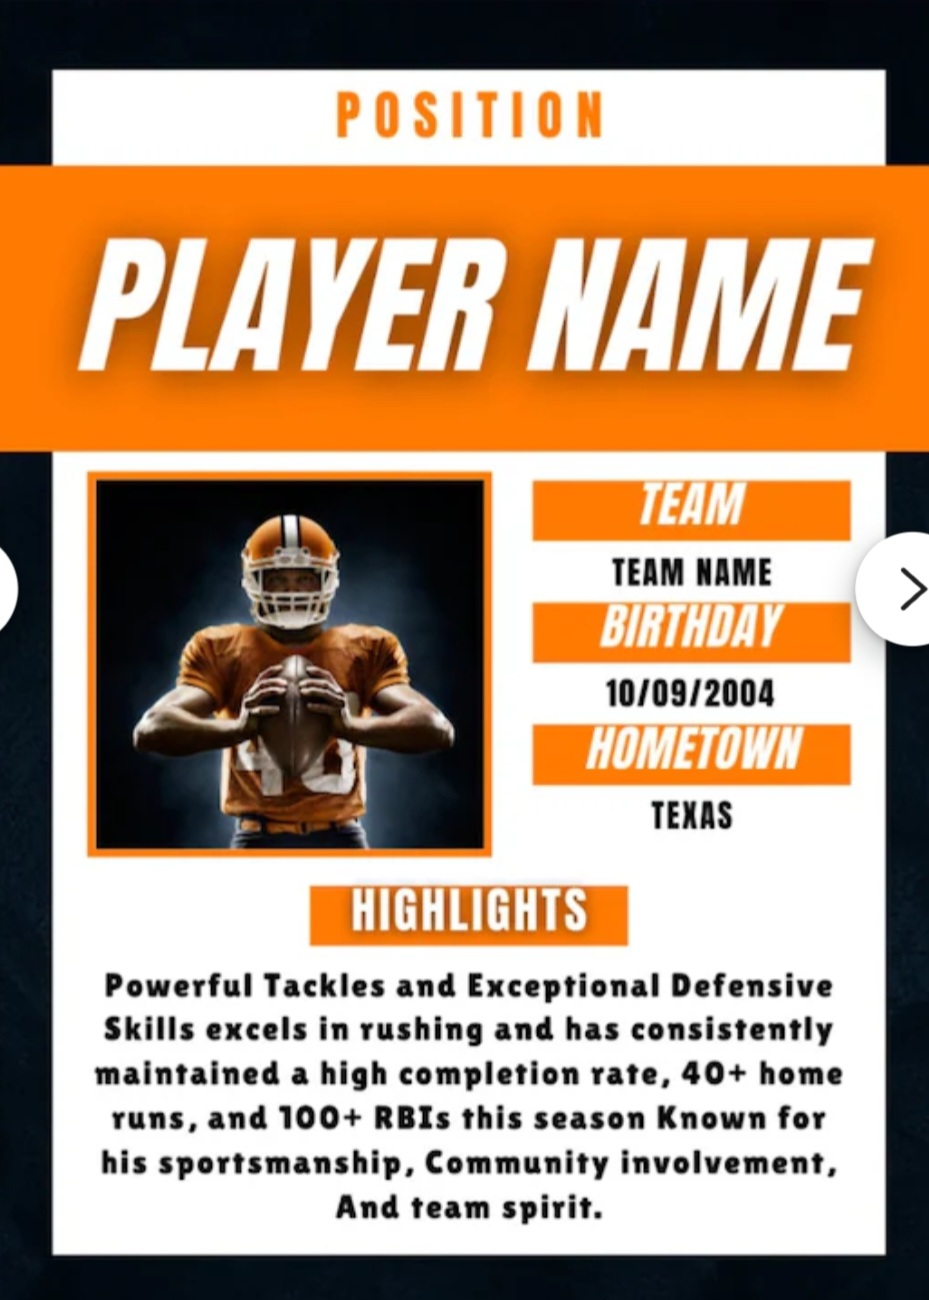 POSITION
PLAYER NAME
TEAM
TEAM NAME
BIRTHDAY
10/09/2004
HOMETOWN
TEXAS
HIGHLIGHTS
Powerful Tackles and Exceptional Defensive
Skills excels in rushing and has consistently
maintained a high completion rate, 40+ home
runs, and 100+ RBIs this season Known for
his sportsmanship, Community involvement,
And team spirit.